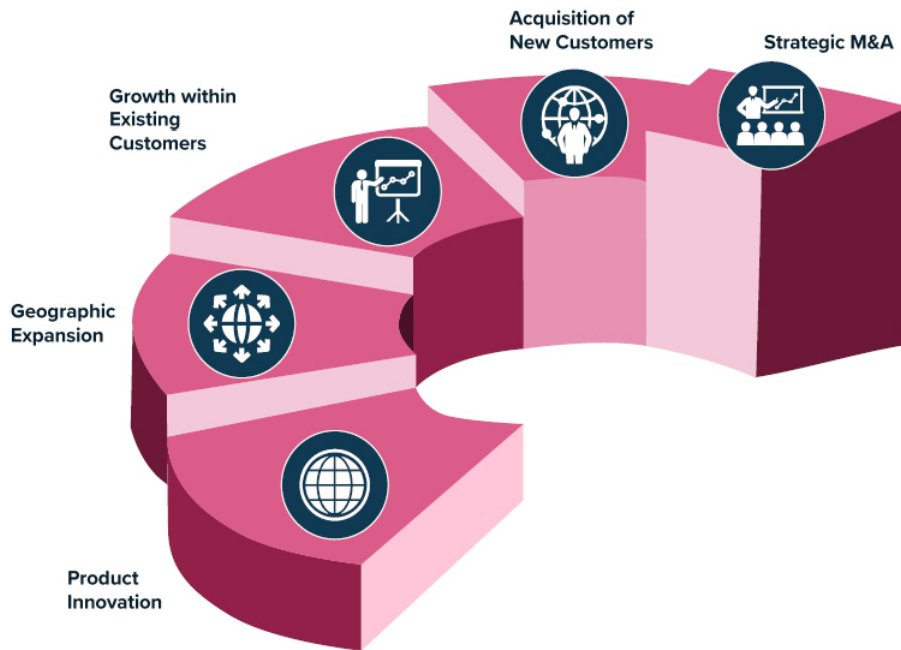 Acquisition of
New Customers
Strategic M&A
Growth within
Existing
Customers
Geographic
Expansion
Product
Innovation